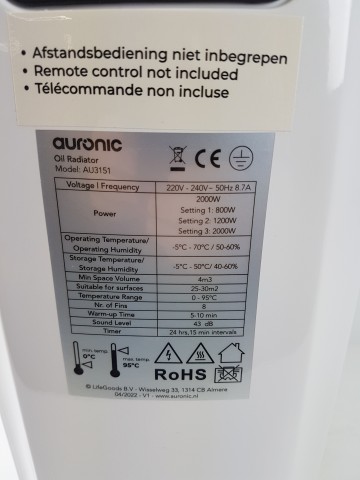 • Afstandsbediening niet inbegrepen
• Remote control not included
• Télécommande non incluse
auronic
Oil Radiator
Model: AU3151
Voltage | Frequency 220V - 240V~ 50Hz 8.7A
Power 2000W
Setting 1: 800W
Setting 2: 1200W
Setting 3: 2000W
Operating Temperature/ Operating Humidity -5°C - 70°C / 50-60%
Storage Temperature/ Storage Humidity -5°C - 50°C/ 40-60%
Min Space Volume 4m3
Suitable for surfaces 25-30m2
Temperature Range 0 - 95°C
Nr. of Fins 8
Warm-up Time 5-10 min
Sound Level 43 dB
Timer 24 hrs,15 min intervals
min. temp. 0°C
max. temp. 95°C
RoHS
© LifeGoods B.V - Wisselweg 33, 1314 CB Almere
04/2022 - V1 - www.auronic.nl